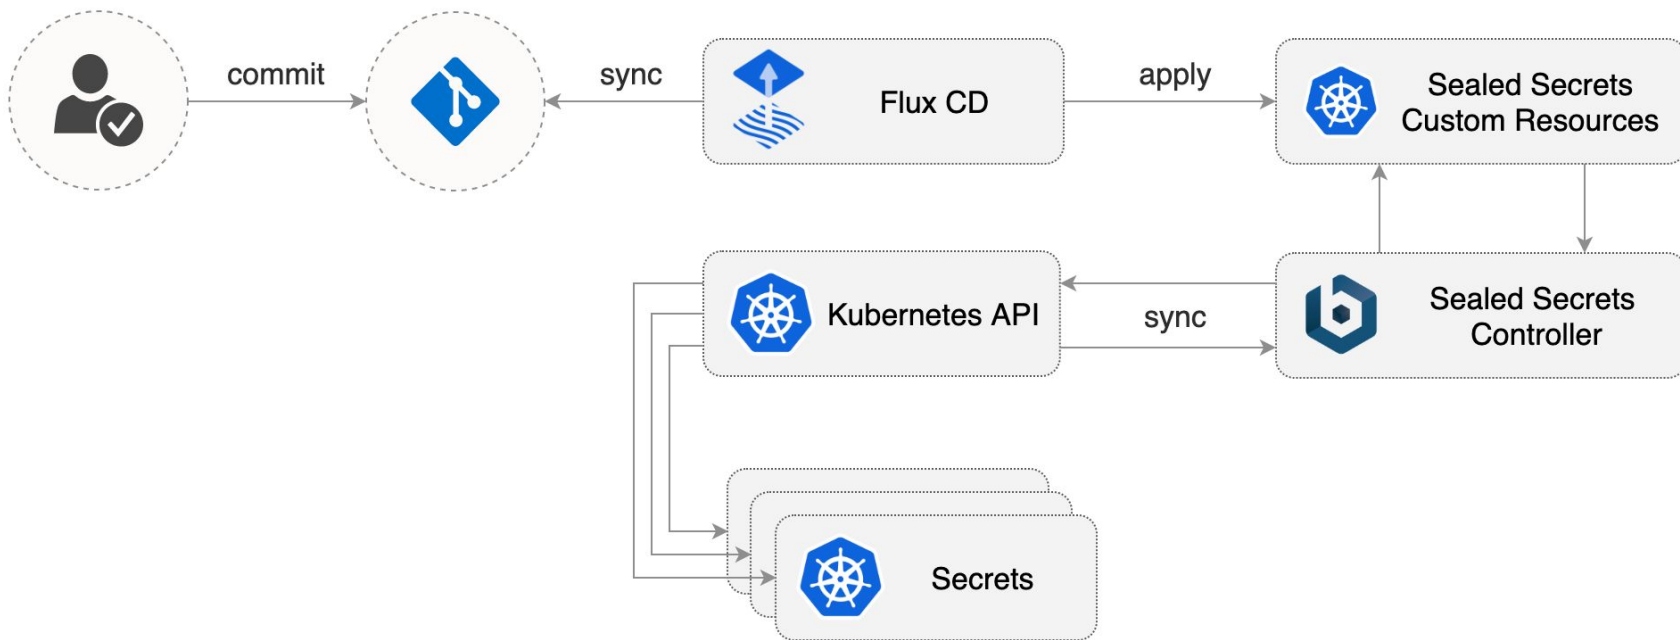 commit
sync
Flux CD
apply
Sealed Secrets
Custom Resources
Kubernetes API
sync
Sealed Secrets
Controller
Secrets